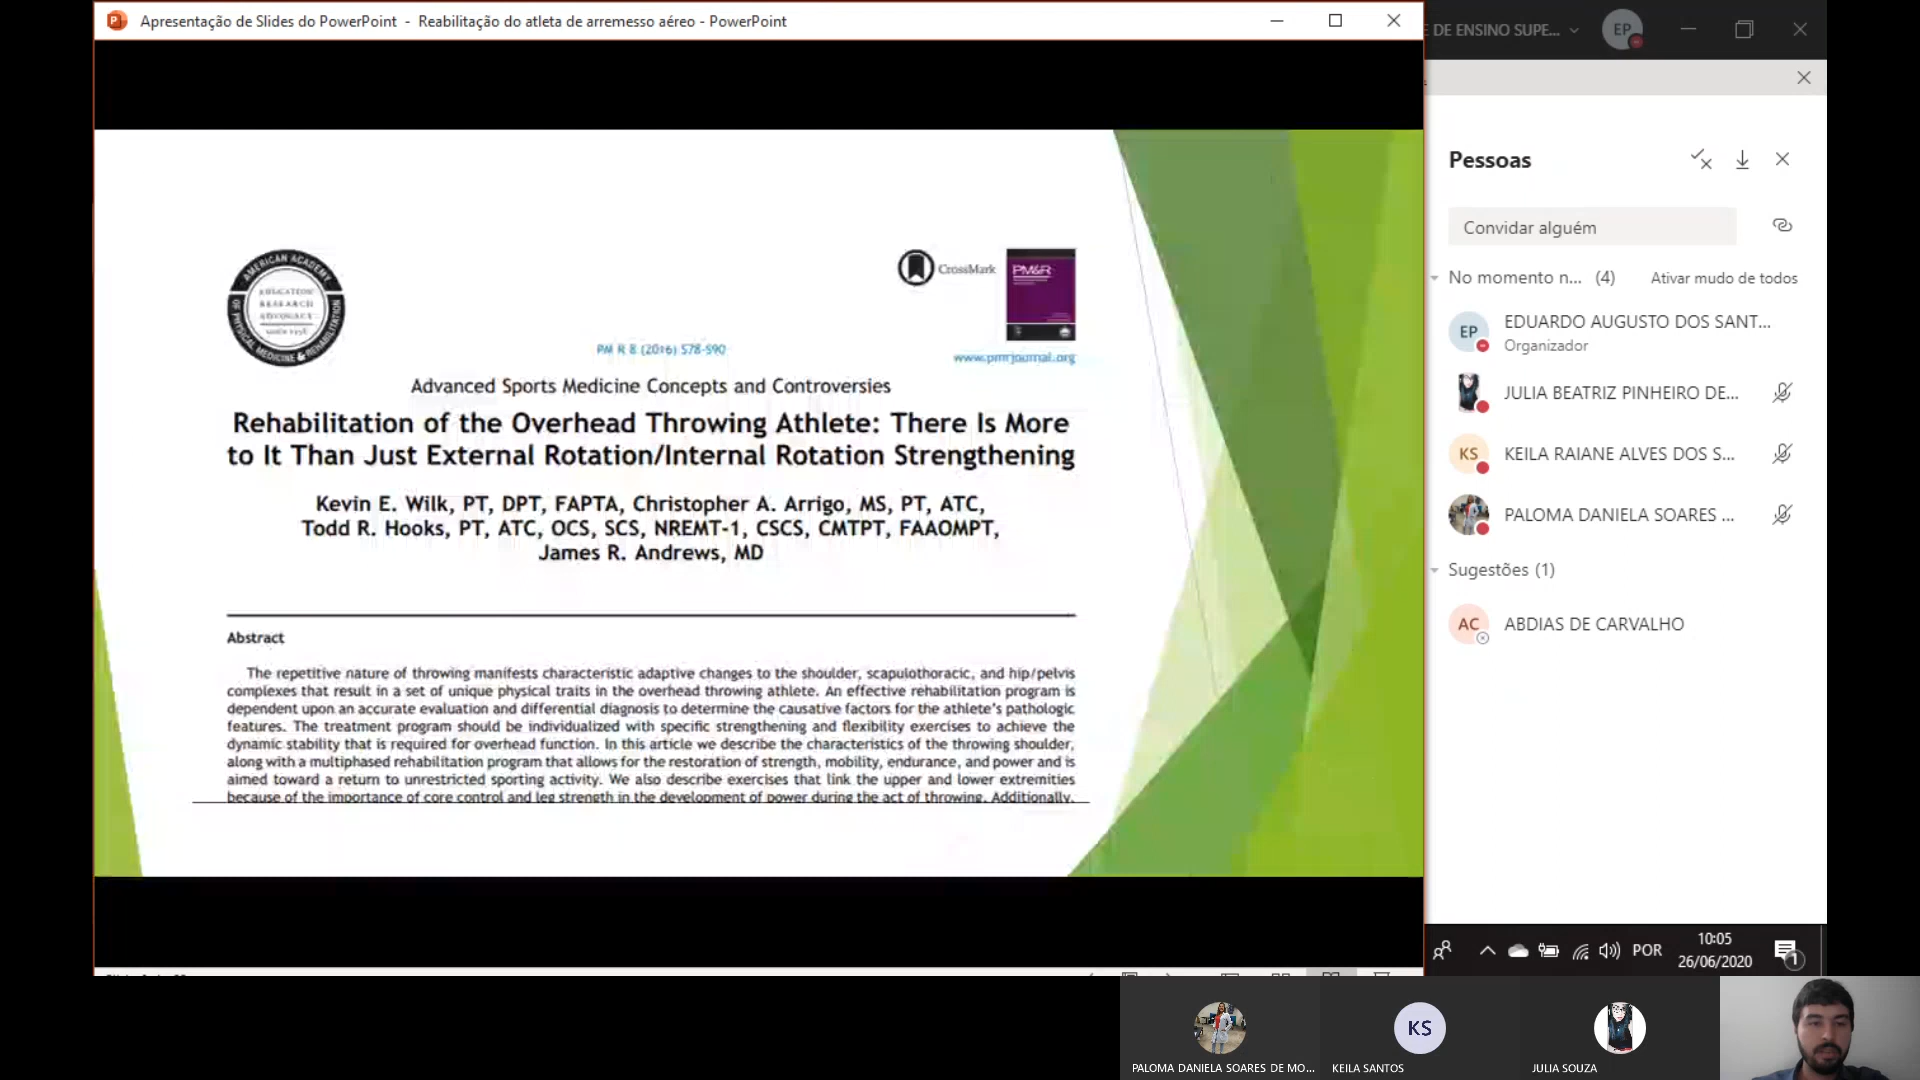 Apresentação de Slides do PowerPoint - Reabilitação do atleta de arremesso aéreo - PowerPoint
DE ENSINO SUPE...
EP
AMERICAN ACADEMY
OF PHYSICAL MEDICINE & REHABILITATION
EDUCATION
RESEARCH
ADVOCACY
CrossMark
PM&R
PM R 8 (2016) 578-590
www.pmrjournal.org
Advanced Sports Medicine Concepts and Controversies
Rehabilitation of the Overhead Throwing Athlete: There Is More
to It Than Just External Rotation/Internal Rotation Strengthening
Kevin E. Wilk, PT, DPT, FAPTA, Christopher A. Arrigo, MS, PT, ATC,
Todd R. Hooks, PT, ATC, OCS, SCS, NREMT-1, CSCS, CMTPT, FAAOMPT,
James R. Andrews, MD
Abstract
The repetitive nature of throwing manifests characteristic adaptive changes to the shoulder, scapulothoracic, and hip/pelvis
complexes that result in a set of unique physical traits in the overhead throwing athlete. An effective rehabilitation program is
dependent upon an accurate evaluation and differential diagnosis to determine the causative factors for the athlete's pathologic
features. The treatment program should be individualized with specific strengthening and flexibility exercises to achieve the
dynamic stability that is required for overhead function. In this article we describe the characteristics of the throwing shoulder,
along with a multiphased rehabilitation program that allows for the restoration of strength, mobility, endurance, and power and is
aimed toward a return to unrestricted sporting activity. We also describe exercises that link the upper and lower extremities
because of the importance of core control and leg strength in the development of power during the act of throwing. Additionally,
Pessoas
Convidar alguém
No momento n... (4) Ativar mudo de todos
EP
EDUARDO AUGUSTO DOS SANT...
Organizador
JULIA BEATRIZ PINHEIRO DE...
KS
KEILA RAIANE ALVES DOS S...
PALOMA DANIELA SOARES ...
Sugestões (1)
AC
ABDIAS DE CARVALHO
POR
10:05
26/06/2020
1
KS
PALOMA DANIELA SOARES DE MO...
KEILA SANTOS
JULIA SOUZA